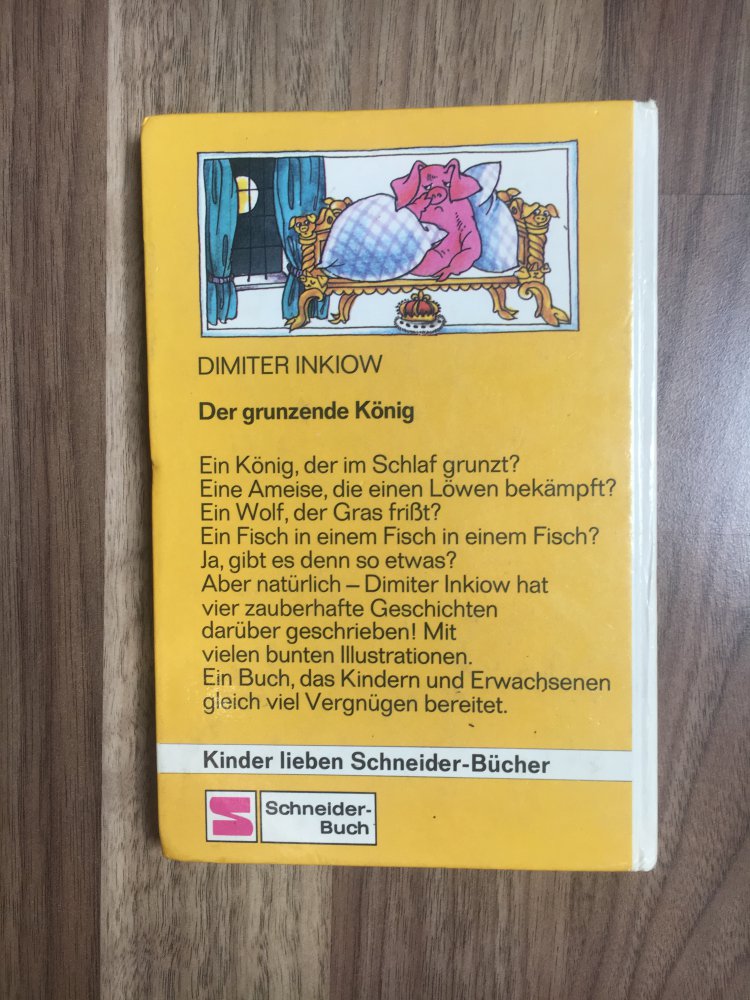 DIMITER INKIOW
Der grunzende König
Ein König, der im Schlaf grunzt?
Eine Ameise, die einen Löwen bekämpft?
Ein Wolf, der Gras frißt?
Ein Fisch in einem Fisch in einem Fisch?
Ja, gibt es denn so etwas?
Aber natürlich – Dimiter Inkiow hat
vier zauberhafte Geschichten
darüber geschrieben! Mit
vielen bunten Illustrationen.
Ein Buch, das Kindern und Erwachsenen
gleich viel Vergnügen bereitet.
Kinder lieben Schneider-Bücher
Schneider-
Buch